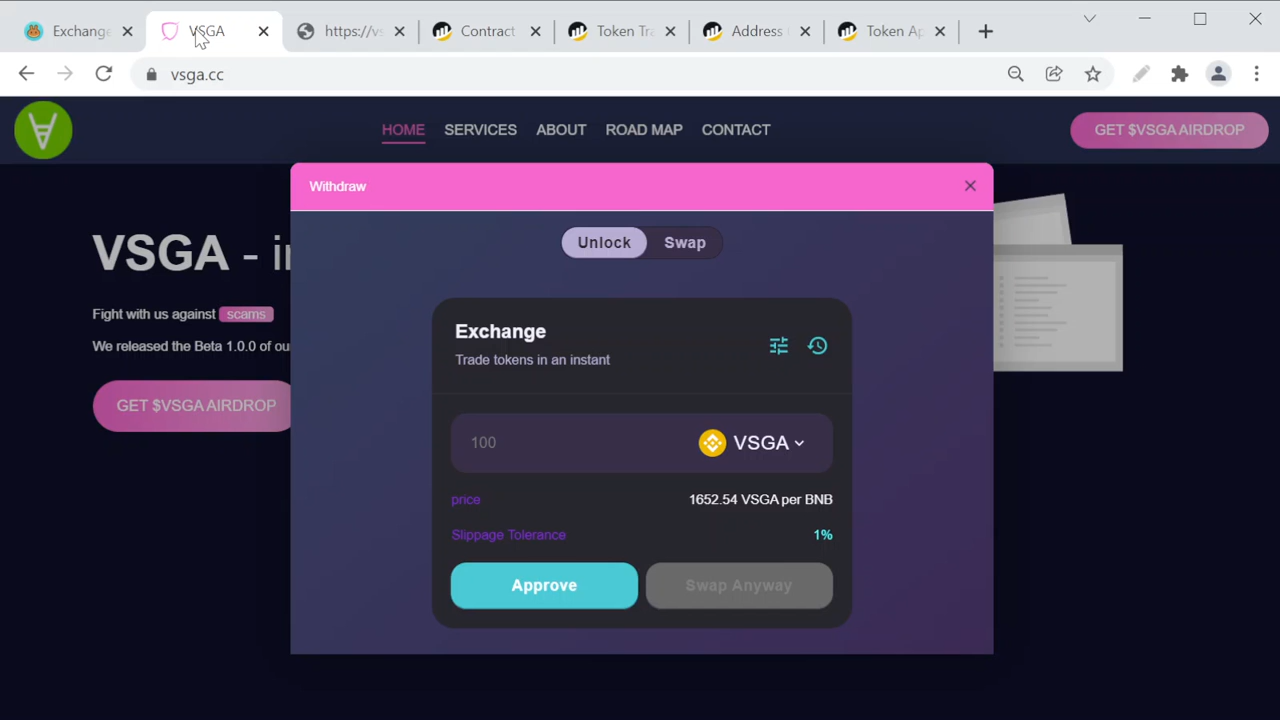 Exchange
VSGA
https://vs
Contract
Token Tra
Address
Token Ap
vsga.cc
HOME SERVICES ABOUT ROAD MAP CONTACT
GET $VSGA AIRDROP
Withdraw
Unlock Swap
VSGA - in
Fight with us against scams
We released the Beta 1.0.0 of ou
GET $VSGA AIRDROP
Exchange
Trade tokens in an instant
100 VSGA
price 1652.54 VSGA per BNB
Slippage Tolerance 1%
Approve Swap Anyway